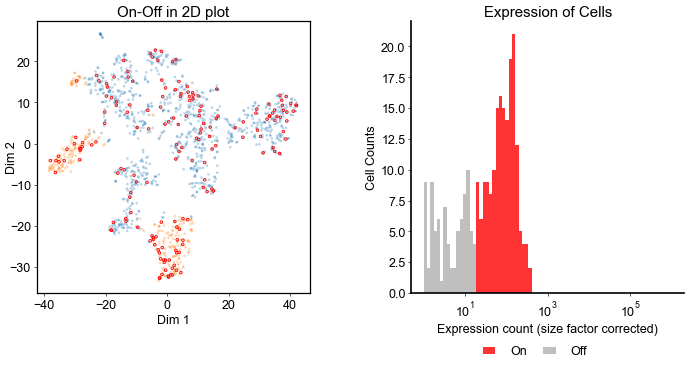 On-Off in 2D plot
Dim 2
20
10
0
−10
−20
−30
−40
−20
0
20
40
Dim 1
Expression of Cells
Cell Counts
20.0
17.5
15.0
12.5
10.0
7.5
5.0
2.5
0.0
10^1
10^3
10^5
Expression count (size factor corrected)
On
Off